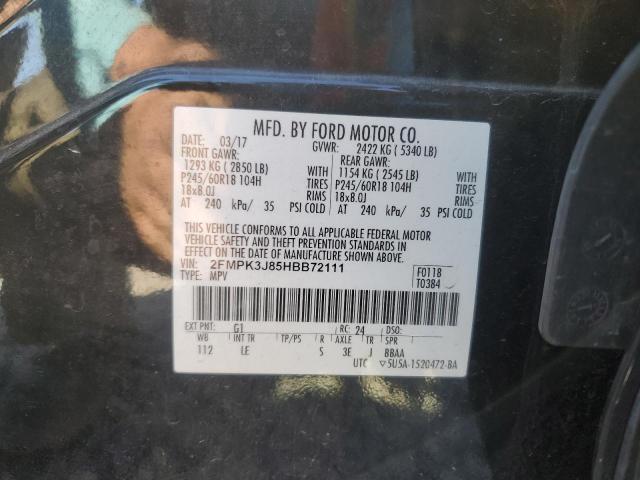 MFD. BY FORD MOTOR CO.
DATE: 03/17 GVWR: 2422 KG ( 5340 LB)
FRONT GAWR: REAR GAWR:
1293 KG ( 2850 LB) WITH 1154 KG ( 2545 LB) WITH
P245/60R18 104H TIRES P245/60R18 104H TIRES
18x8.0J RIMS 18x8.0J RIMS
AT 240 kPa/ 35 PSI COLD AT 240 kPa/ 35 PSI COLD
THIS VEHICLE CONFORMS TO ALL APPLICABLE FEDERAL MOTOR
VEHICLE SAFETY AND THEFT PREVENTION STANDARDS IN
EFFECT ON THE DATE OF MANUFACTURE SHOWN ABOVE.
VIN: 2FMPK3J85HBB72111 F0118
TYPE: MPV T0384
EXT PNT: G1 RC: 24 DSO:
WB INT TR TP/PS R AXLE TR SPR
112 LE S 3E J BBAA
UTC ▽5U5A-1520472-BA